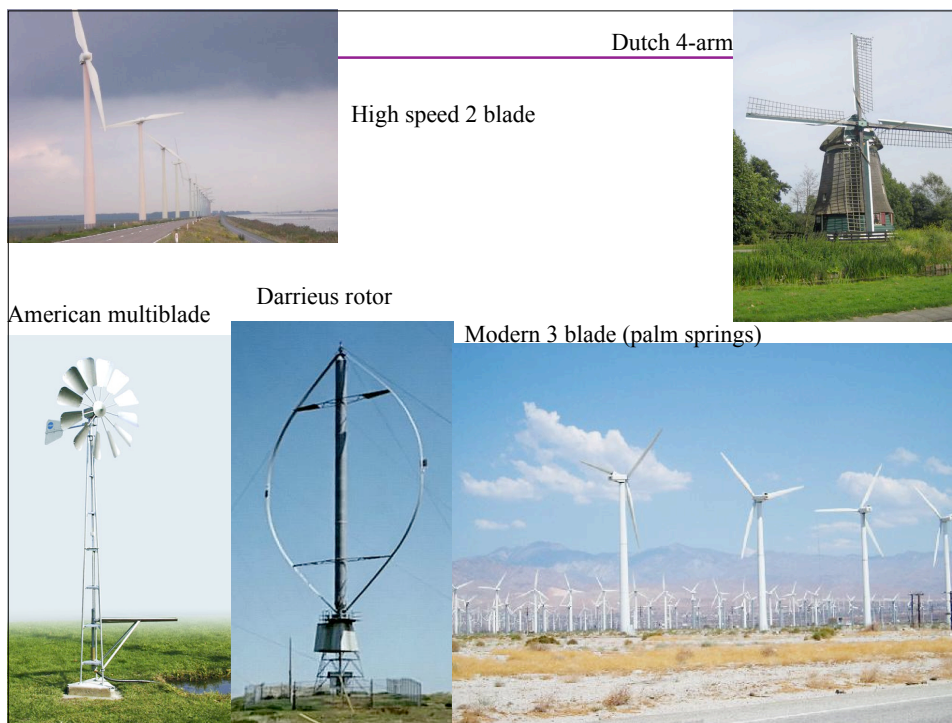 Dutch 4-arm
High speed 2 blade
Darrieus rotor
American multiblade
Modern 3 blade (palm springs)